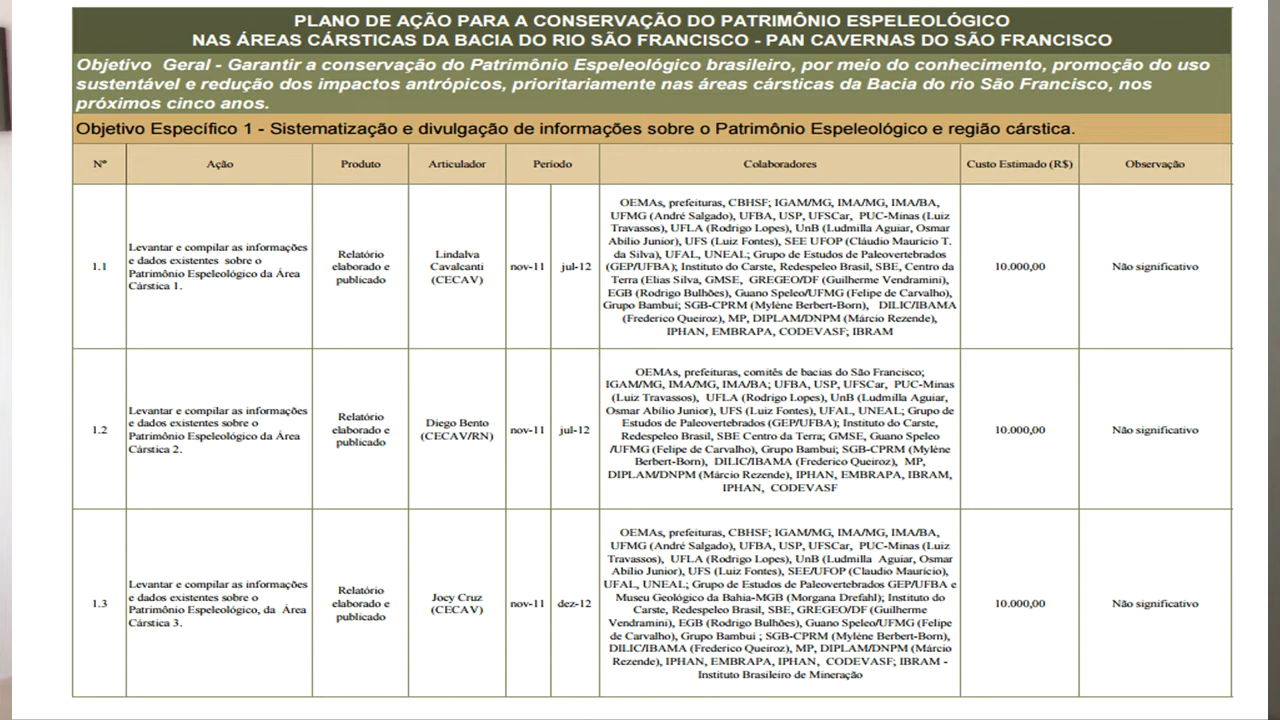 PLANO DE AÇÃO PARA A CONSERVAÇÃO DO PATRIMÔNIO ESPELEOLÓGICO
NAS ÁREAS CÁRSTICAS DA BACIA DO RIO SÃO FRANCISCO - PAN CAVERNAS DO SÃO FRANCISCO
Objetivo Geral - Garantir a conservação do Patrimônio Espeleológico brasileiro, por meio do conhecimento, promoção do uso
sustentável e redução dos impactos antrópicos, prioritariamente nas áreas cársticas da Bacia do rio São Francisco, nos
próximos cinco anos.
Objetivo Específico 1 - Sistematização e divulgação de informações sobre o Patrimônio Espeleológico e região cárstica.
Nº Ação Produto Articulador Período Colaboradores Custo Estimado (R$) Observação
1.1
Levantar e compilar as informações
e dados existentes sobre o
Patrimônio Espeleológico da Área
Cárstica 1.
Relatório
elaborado e
publicado
Lindalva
Cavalcanti
(CECAV)
nov-11
jul-12
OEMAs, prefeituras, CBHSF; IGAM/MG, IMA/MG, IMA/BA,
UFMG (André Salgado), UFBA, USP, UFSCar, PUC-Minas (Luiz
Travassos), UFLA (Rodrigo Lopes), UnB (Ludmilla Aguiar, Osmar
Abílio Junior), UFS (Luiz Fontes), SEE UFOP (Cláudio Maurício T.
da Silva), UFAL, UNEAL; Grupo de Estudos de Paleovertebrados
(GEP/UFBA); Instituto do Carste, Redespeleo Brasil, SBE, Centro da
Terra (Elias Silva, GMSE, GREGEO/DF (Guilherme Vendramini),
EGB (Rodrigo Bulhões), Guano Speleo/UFMG (Felipe de Carvalho),
Grupo Bambuí; SGB-CPRM (Mylène Berbert-Born), DILIC/IBAMA
(Frederico Queiroz), MP, DIPLAM/DNPM (Márcio Rezende),
IPHAN, EMBRAPA, CODEVASF; IBRAM
10.000,00
Não significativo
1.2
Levantar e compilar as informações
e dados existentes sobre o
Patrimônio Espeleológico da Área
Cárstica 2.
Relatório
elaborado e
publicado
Diego Bento
(CECAV/RN)
nov-11
jul-12
OEMAs, prefeituras, comitês de bacias do São Francisco;
IGAM/MG, IMA/MG, IMA/BA; UFBA, USP, UFSCar, PUC-Minas
(Luiz Travassos), UFLA (Rodrigo Lopes), UnB (Ludmilla Aguiar,
Osmar Abílio Junior), UFS (Luiz Fontes), UFAL, UNEAL; Grupo de
Estudos de Paleovertebrados (GEP/UFBA); Instituto do Carste,
Redespeleo Brasil, SBE Centro da Terra; GMSE, Guano Speleo
/UFMG (Felipe de Carvalho), Grupo Bambuí; SGB-CPRM (Mylène
Berbert-Born), DILIC/IBAMA (Frederico Queiroz), MP,
DIPLAM/DNPM (Márcio Rezende), IPHAN, EMBRAPA, IBRAM,
IPHAN, CODEVASF
10.000,00
Não significativo
1.3
Levantar e compilar as informações
e dados existentes sobre o
Patrimônio Espeleológico, da Área
Cárstica 3.
Relatório
elaborado e
publicado
Jocy Cruz
(CECAV)
nov-11
dez-12
OEMAs, prefeituras, CBHSF; IGAM/MG, IMA/MG, IMA/BA,
UFMG (André Salgado), UFBA, USP, UFSCar, PUC-Minas (Luiz
Travassos), UFLA (Rodrigo Lopes), UnB (Ludmilla Aguiar, Osmar
Abílio Junior), UFS (Luiz Fontes), SEE/UFOP (Claudio Maurício),
UFAL, UNEAL; Grupo de Estudos de Paleovertebrados GEP/UFBA e
Museu Geológico da Bahia-MGB (Morgana Drefahl); Instituto do
Carste, Redespeleo Brasil, SBE, GREGEO/DF (Guilherme
Vendramini), EGB (Rodrigo Bulhões), Guano Speleo/UFMG (Felipe
de Carvalho), Grupo Bambuí ; SGB-CPRM (Mylène Berbert-Born),
DILIC/IBAMA (Frederico Queiroz), MP, DIPLAM/DNPM (Márcio
Rezende), IPHAN, EMBRAPA, IPHAN, CODEVASF; IBRAM -
Instituto Brasileiro de Mineração
10.000,00
Não significativo